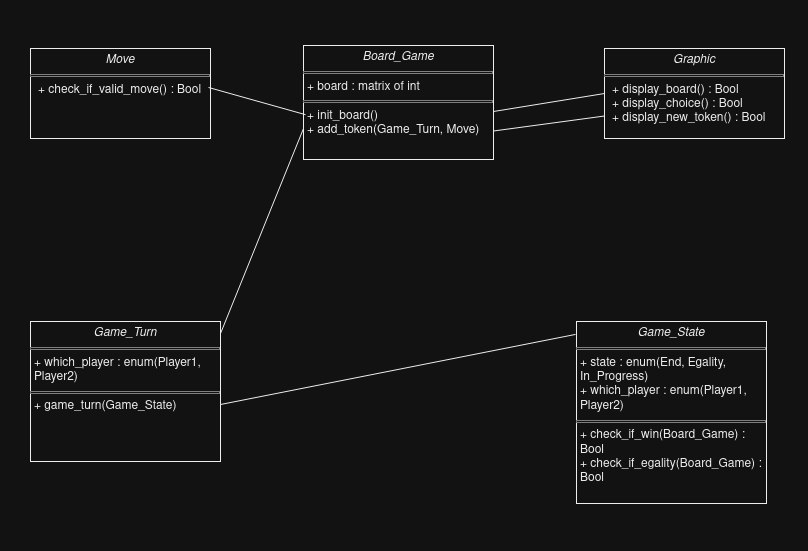 Move
+ check_if_valid_move() : Bool
Board_Game
+ board : matrix of int
+ init_board()
+ add_token(Game_Turn, Move)
Graphic
+ display_board() : Bool
+ display_choice() : Bool
+ display_new_token() : Bool
Game_Turn
+ which_player : enum(Player1,
Player2)
+ game_turn(Game_State)
Game_State
+ state : enum(End, Egality,
In_Progress)
+ which_player : enum(Player1,
Player2)
+ check_if_win(Board_Game) :
Bool
+ check_if_egality(Board_Game) :
Bool